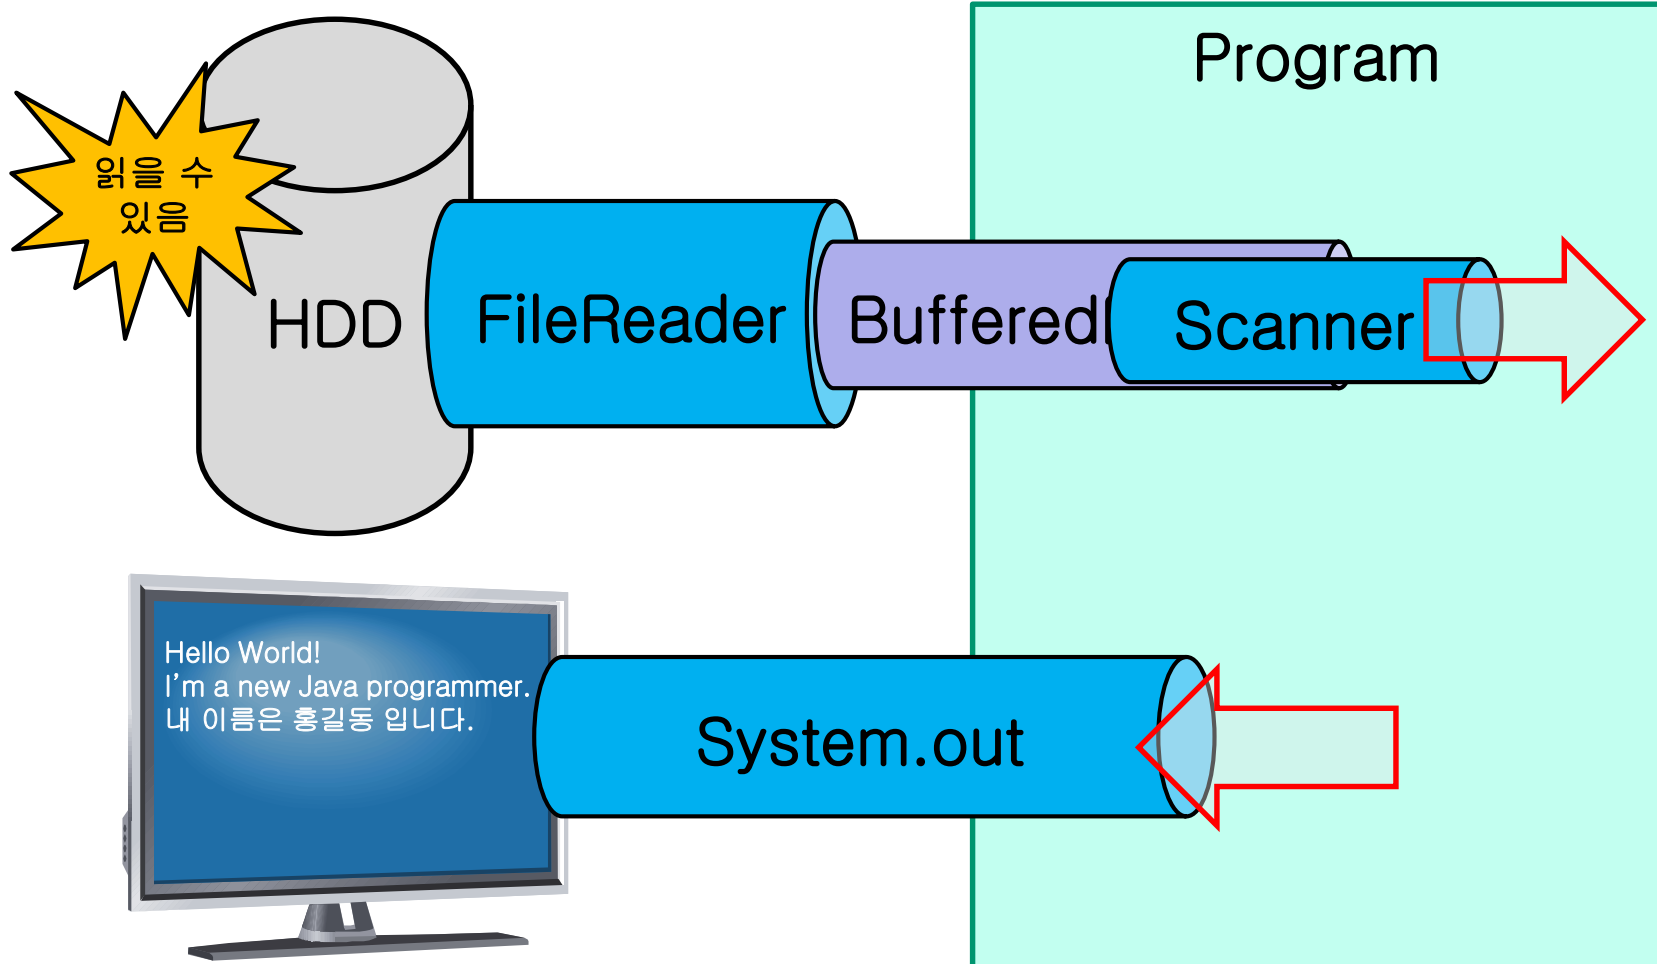 Program
읽을 수
있음
HDD
FileReader
Buffered
Scanner
Hello World!
I'm a new Java programmer.
내 이름은 홍길동 입니다.
System.out